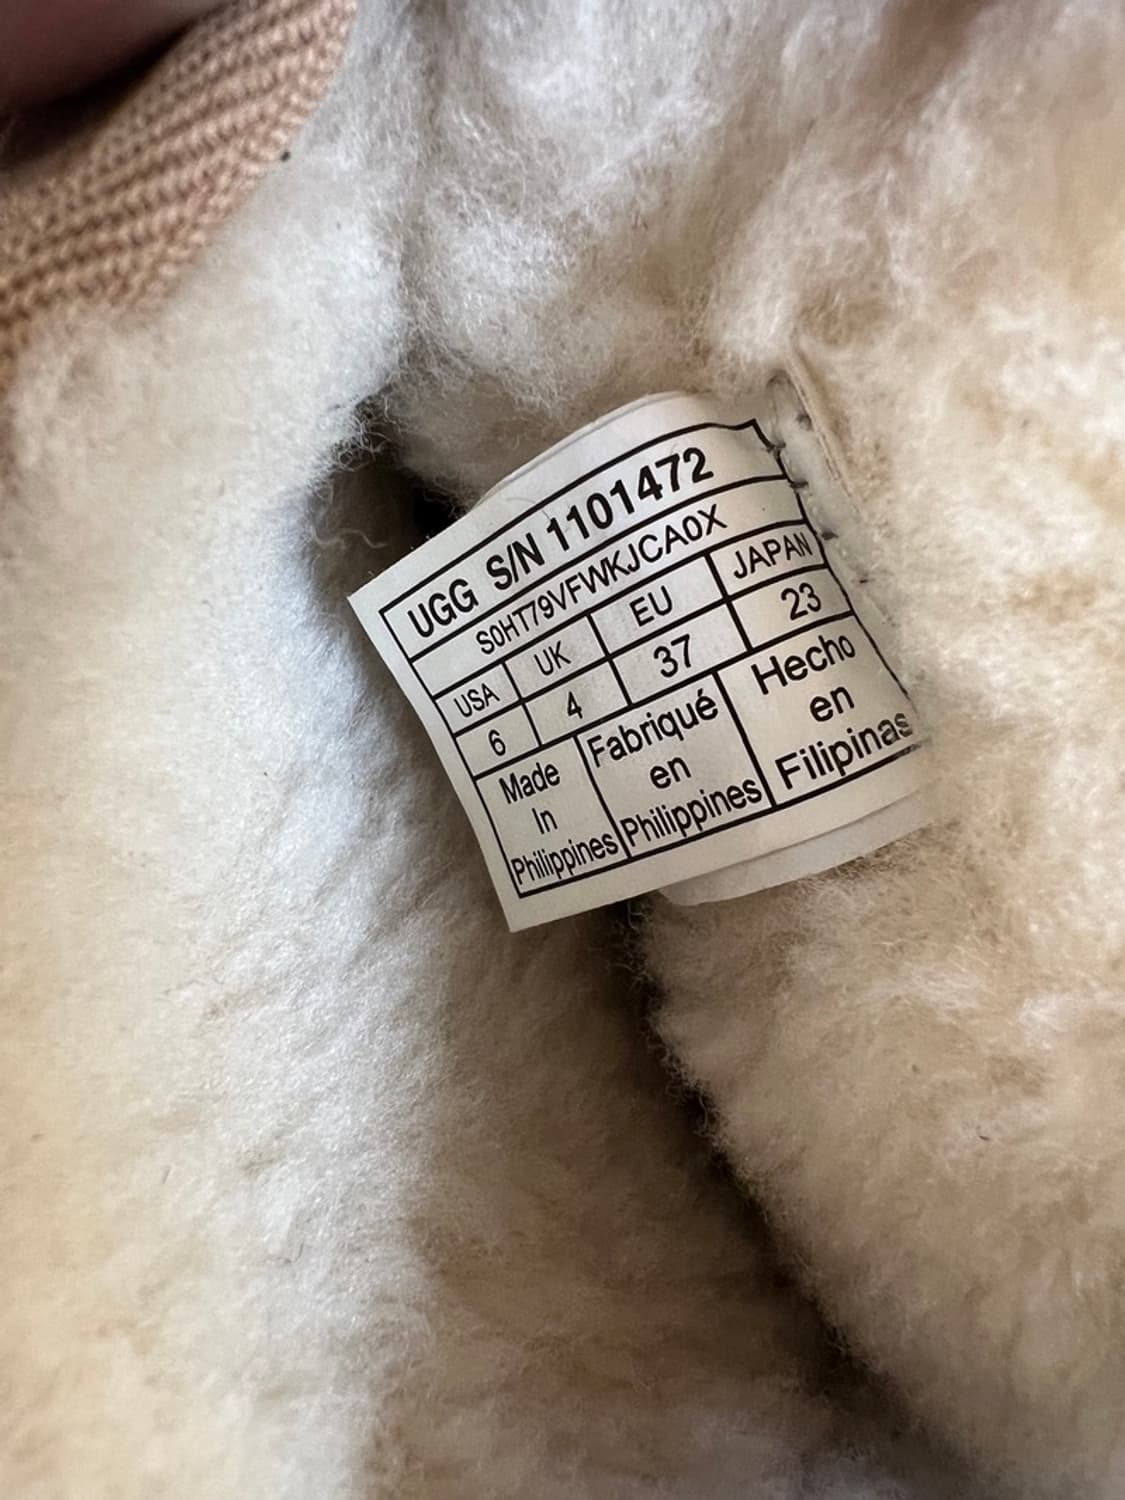 UGG S/N 1101472
S0HT79VFWKJCA0X
USA UK EU JAPAN
6 4 37 23
Made
In
Philippines
Fabriqué
en
Philippines
Hecho
en
Filipinas